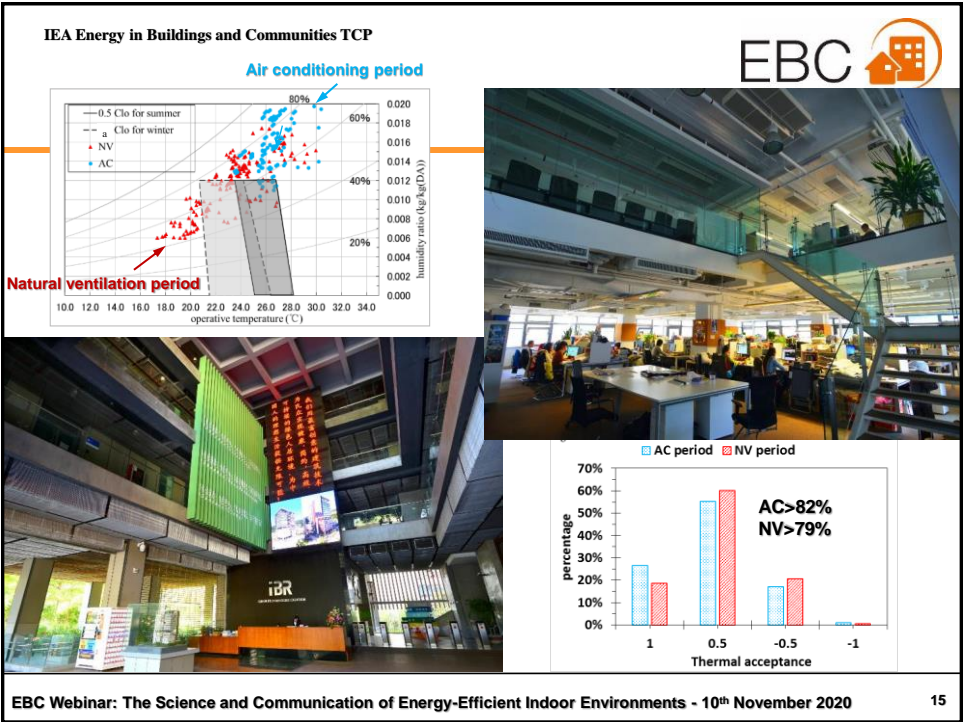 IEA Energy in Buildings and Communities TCP
EBC
Air conditioning period
0.5 Clo for summer
a Clo for winter
NV
AC
80%
60%
40%
20%
0.020
0.018
0.016
0.014
0.012
0.010
0.008
0.006
0.004
0.002
0.000
humidity ratio (kg/kg(DA))
Natural ventilation period
10.0 12.0 14.0 16.0 18.0 20.0 22.0 24.0 26.0 28.0 30.0 32.0 34.0
operative temperature (℃)
iBR
AC period NV period
70%
60%
50%
40%
30%
20%
10%
0%
percentage
AC>82%
NV>79%
1 0.5 -0.5 -1
Thermal acceptance
EBC Webinar: The Science and Communication of Energy-Efficient Indoor Environments - 10th November 2020
15